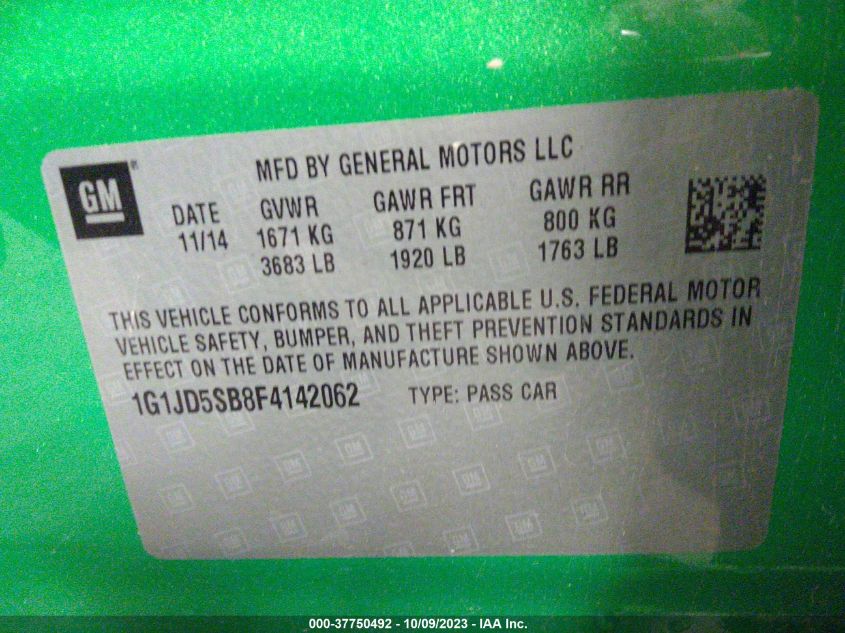 MFD BY GENERAL MOTORS LLC
GM®
DATE GVWR GAWR FRT GAWR RR
11/14 1671 KG 871 KG 800 KG
3683 LB 1920 LB 1763 LB
THIS VEHICLE CONFORMS TO ALL APPLICABLE U.S. FEDERAL MOTOR
VEHICLE SAFETY, BUMPER, AND THEFT PREVENTION STANDARDS IN
EFFECT ON THE DATE OF MANUFACTURE SHOWN ABOVE.
1G1JD5SB8F4142062 TYPE: PASS CAR
000-37750492 - 10/09/2023 - IAA Inc.